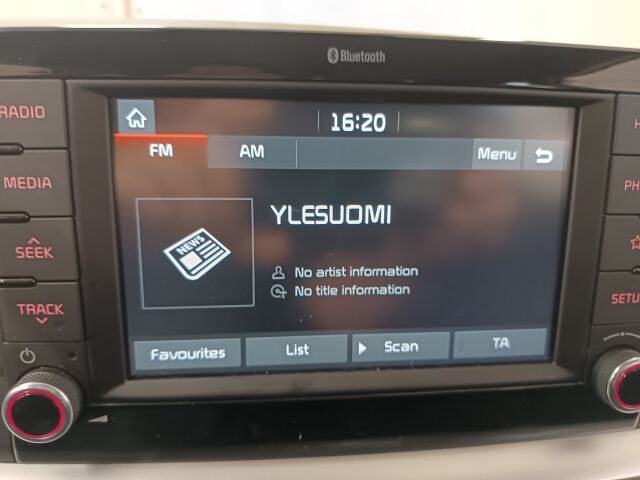 Bluetooth
RADIO
MEDIA
SEEK
TRACK
16:20
FM
AM
Menu
YLESUOMI
NEWS
No artist information
No title information
Favourites
List
Scan
TA
H
PH
SETU